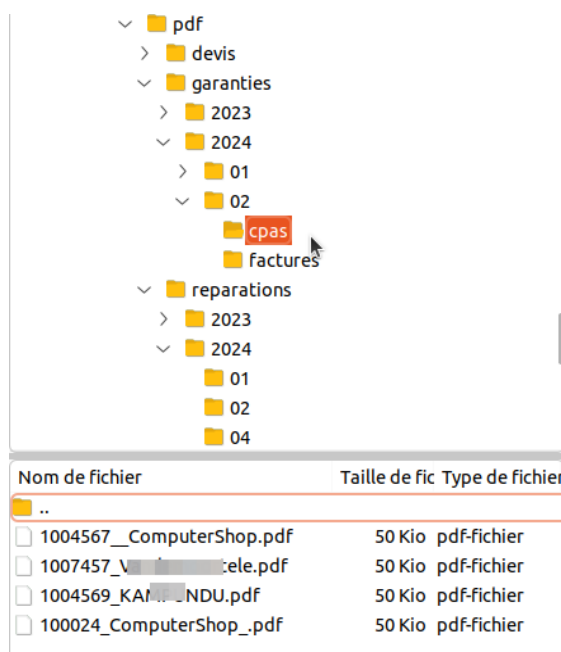 pdf
devis
garanties
2023
2024
01
02
cpas
factures
reparations
2023
2024
01
02
04
Nom de fichier Taille de fic Type de fichier
..
1004567__ComputerShop.pdf 50 Kio pdf-fichier
50 Kio pdf-fichier
50 Kio pdf-fichier
100024_ComputerShop_.pdf 50 Kio pdf-fichier